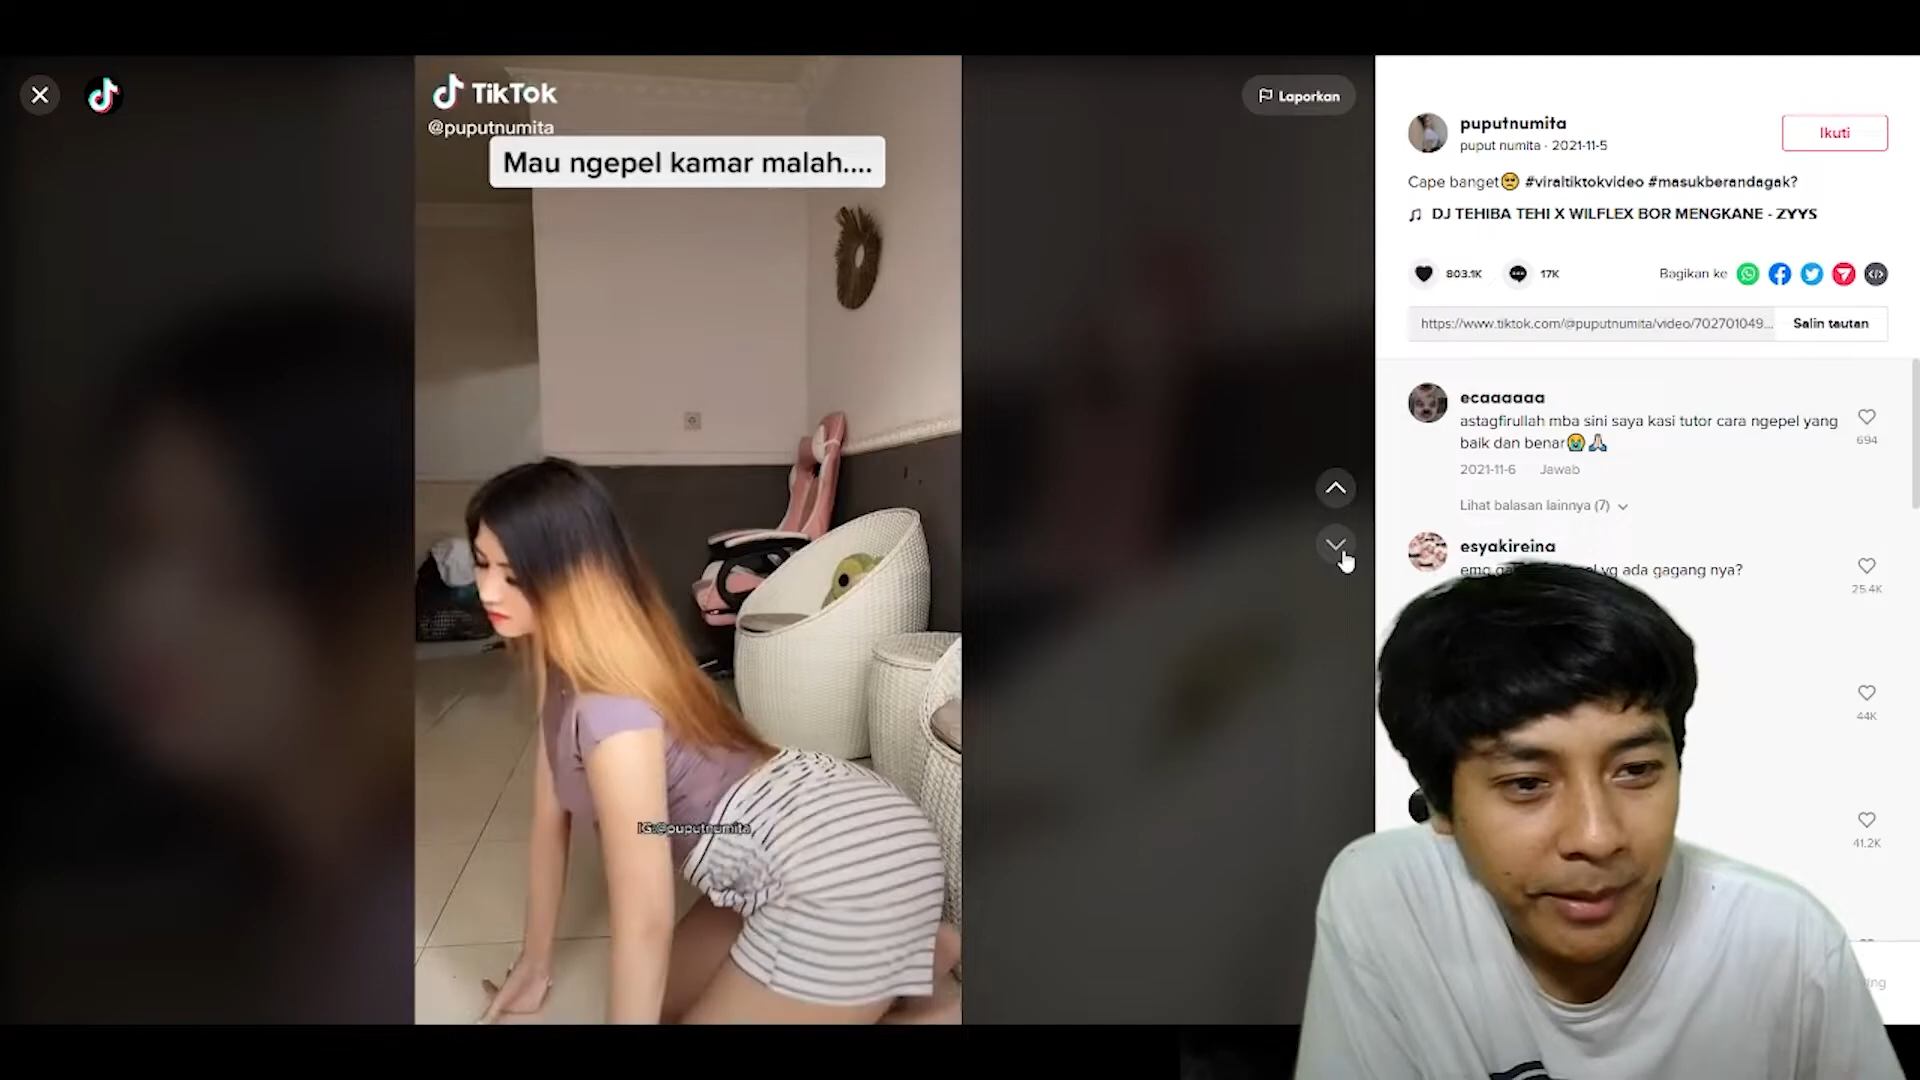 TikTok
@puputnumita
Mau ngepel kamar malah....
IG:@puputnumita
Laporkan
puputnumita
puput numita · 2021-11-5
Ikuti
Cape banget🥺 #viraltiktokvideo #masukberandagak?
DJ TEHIBA TEHI X WILFLEX BOR MENGKANE - ZYYS
803.1K
17K
Bagikan ke
https://www.tiktok.com/@puputnumita/video/702701049...
Salin tautan
ecaaaaaa
astagfirullah mba sini saya kasi tutor cara ngepel yang
baik dan benar😭🙏🏻
694
2021-11-6 Jawab
Lihat balasan lainnya (7)
esyakireina
emg yg ada gagang nya?
25.4K
44K
41.2K